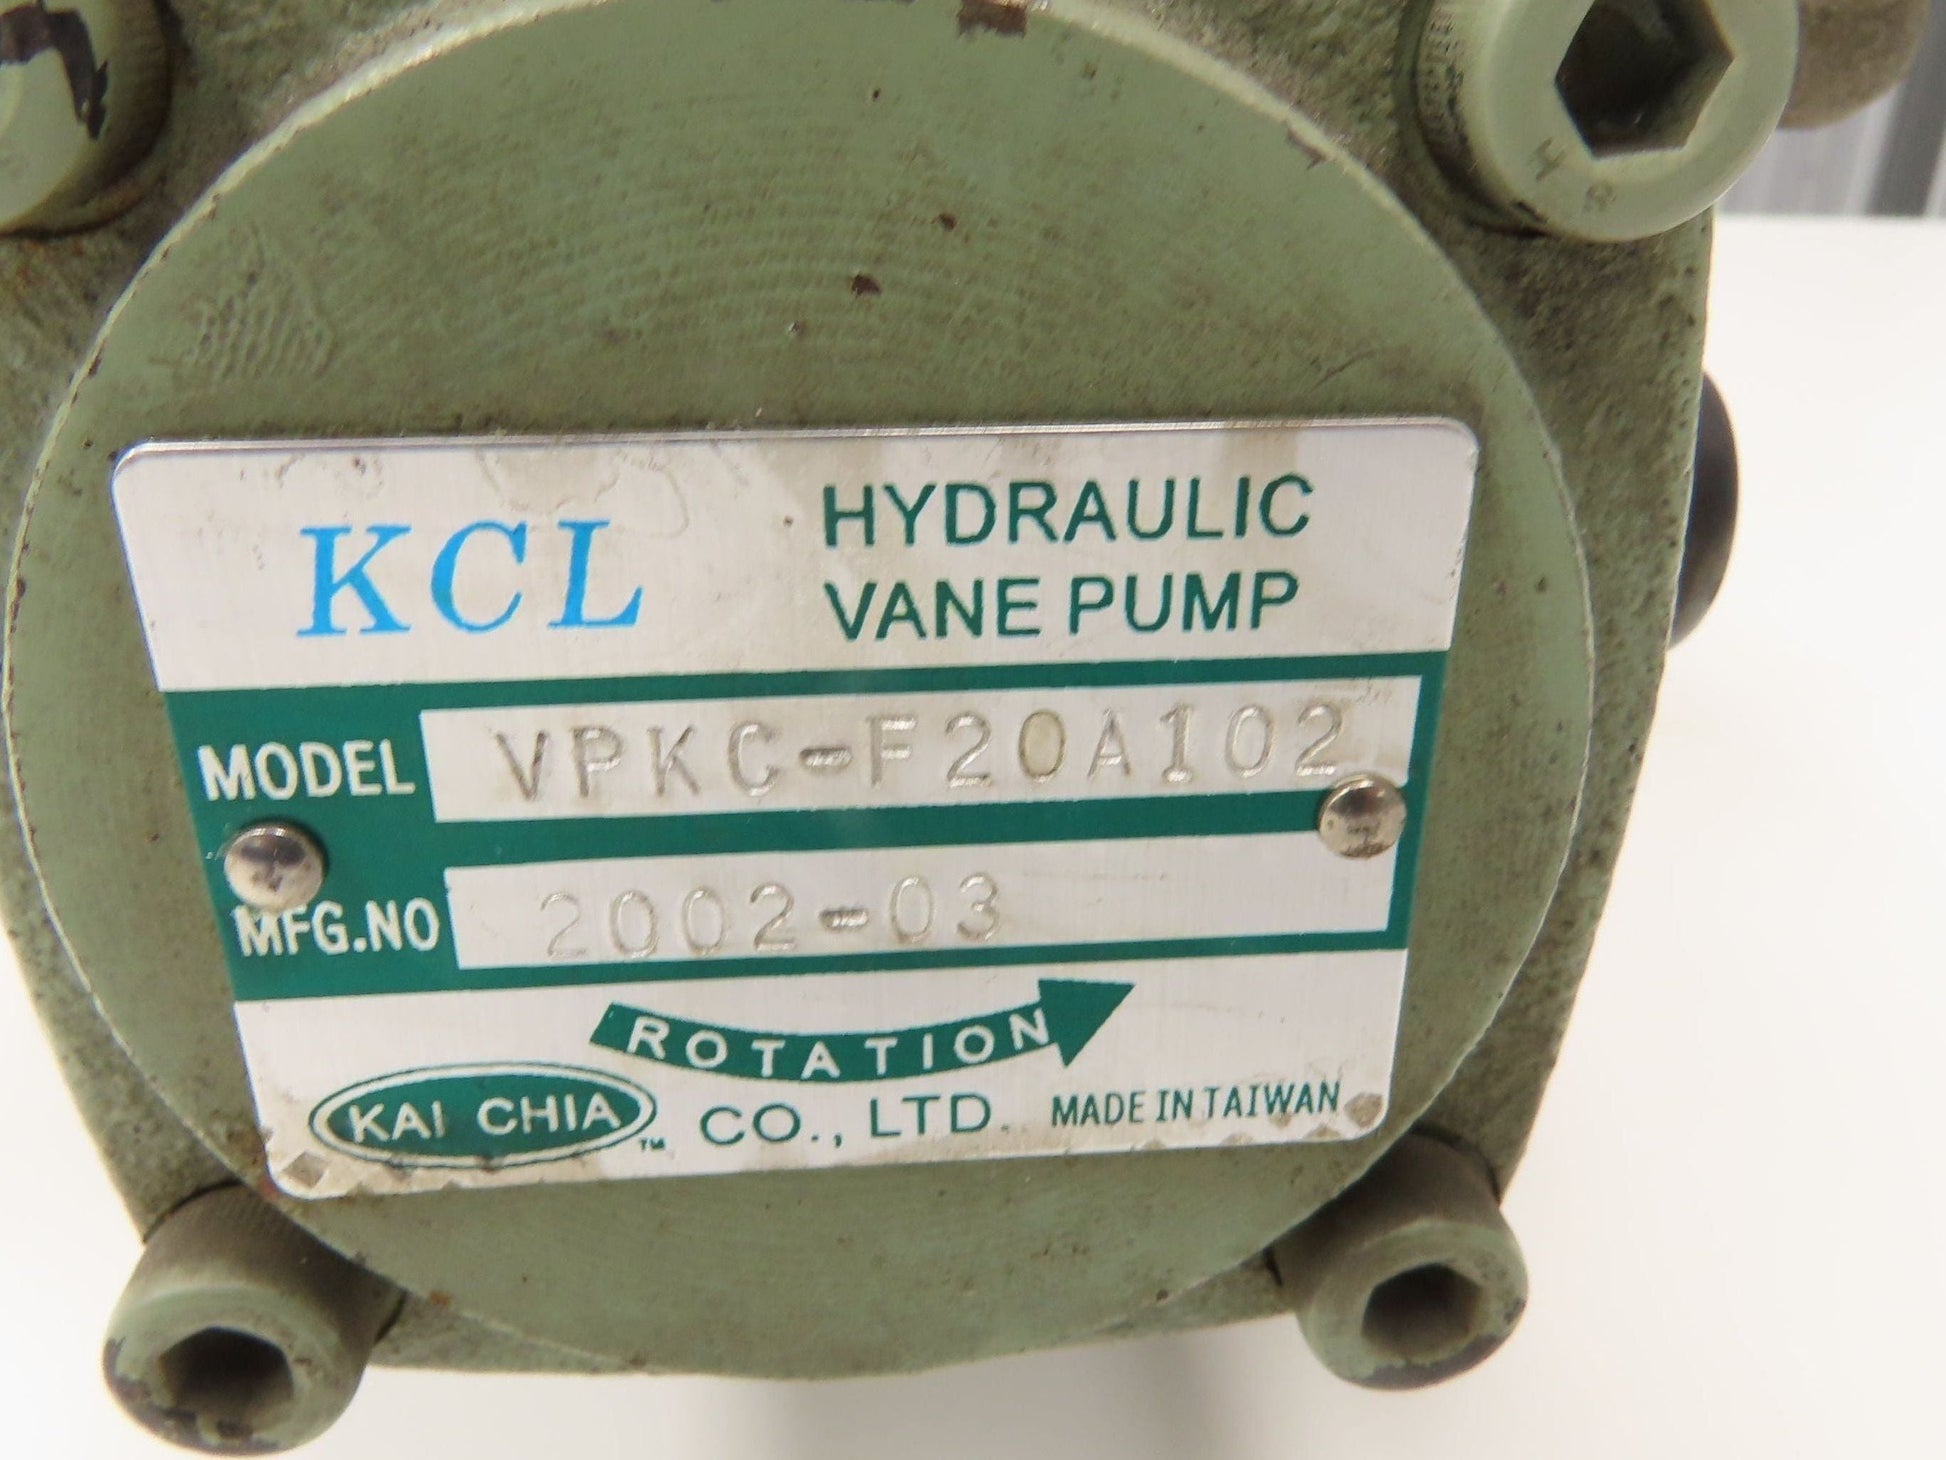 KCL
HYDRAULIC
VANE PUMP
MODEL VPKC-F20A102
MFG.NO 2002-03
ROTATION
KAI CHIA ™ CO., LTD. MADE IN TAIWAN